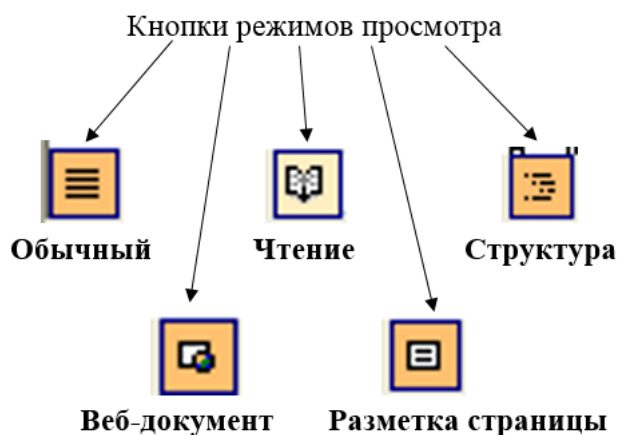 Кнопки режимов просмотра
Обычный
Чтение
Структура
Веб-документ
Разметка страницы